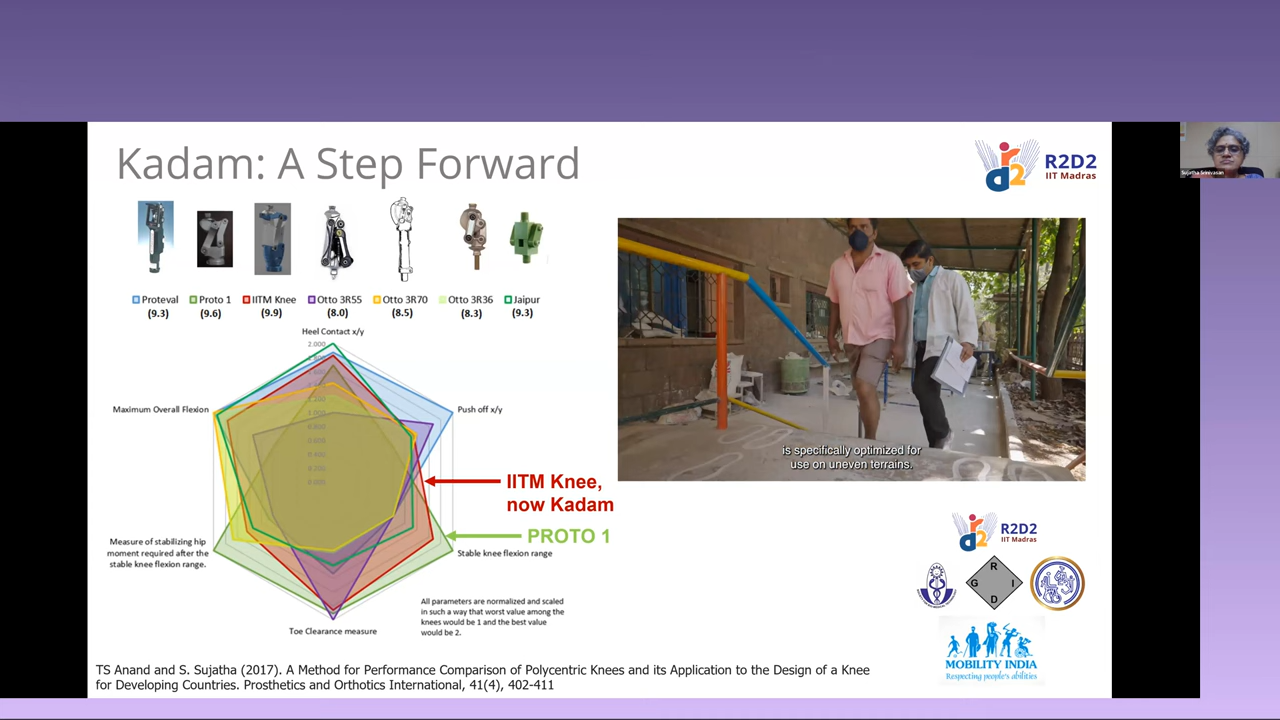 Kadam: A Step Forward
R2D2
IIT Madras
Sujatha Srinivasan
Proteval Proto 1 IITM Knee Otto 3R55 Otto 3R70 Otto 3R36 Jaipur
(9.3) (9.6) (9.9) (8.0) (8.5) (8.3) (9.3)
Heel Contact x/y
2.000
Maximum Overall Flexion
Push off x/y
IITM Knee,
now Kadam
PROTO 1
Measure of stabilizing hip
moment required after the
stable knee flexion range.
Stable knee flexion range
All parameters are normalized and scaled
in such a way that worst value among the
knees would be 1 and the best value
would be 2.
Toe Clearance measure
is specifically optimized for
use on uneven terrains.
R2D2
IIT Madras
R
G I
D
MOBILITY INDIA
Respecting people's abilities
TS Anand and S. Sujatha (2017). A Method for Performance Comparison of Polycentric Knees and its Application to the Design of a Knee
for Developing Countries. Prosthetics and Orthotics International, 41(4), 402-411